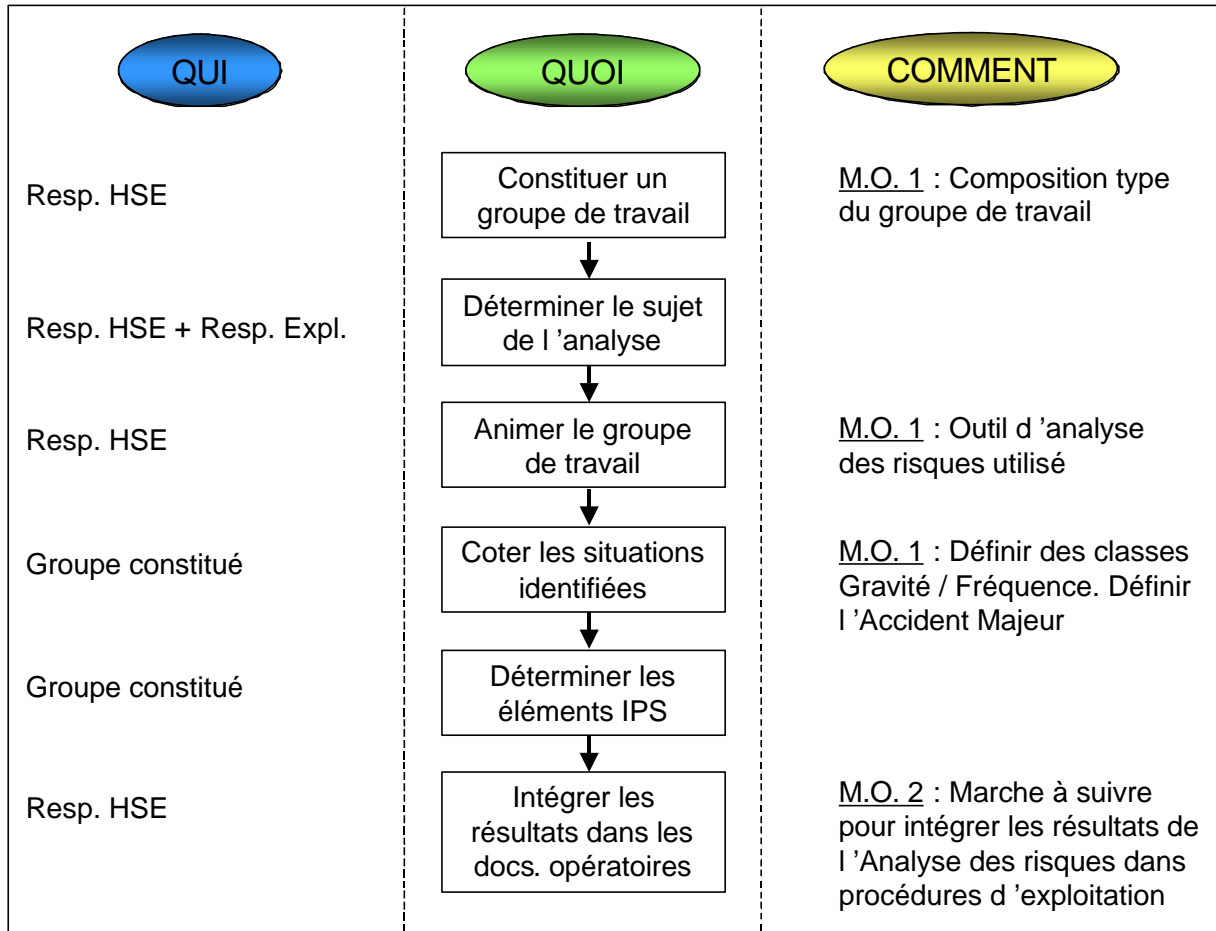 QUI
QUOI
COMMENT
Resp. HSE
Constituer un
groupe de travail
M.O. 1 : Composition type
du groupe de travail
Resp. HSE + Resp. Expl.
Déterminer le sujet
de l ’analyse
Resp. HSE
Animer le groupe
de travail
M.O. 1 : Outil d ’analyse
des risques utilisé
Groupe constitué
Coter les situations
identifiées
M.O. 1 : Définir des classes
Gravité / Fréquence. Définir
l ’Accident Majeur
Groupe constitué
Déterminer les
éléments IPS
Resp. HSE
Intégrer les
résultats dans les
docs. opératoires
M.O. 2 : Marche à suivre
pour intégrer les résultats de
l ’Analyse des risques dans
procédures d ’exploitation